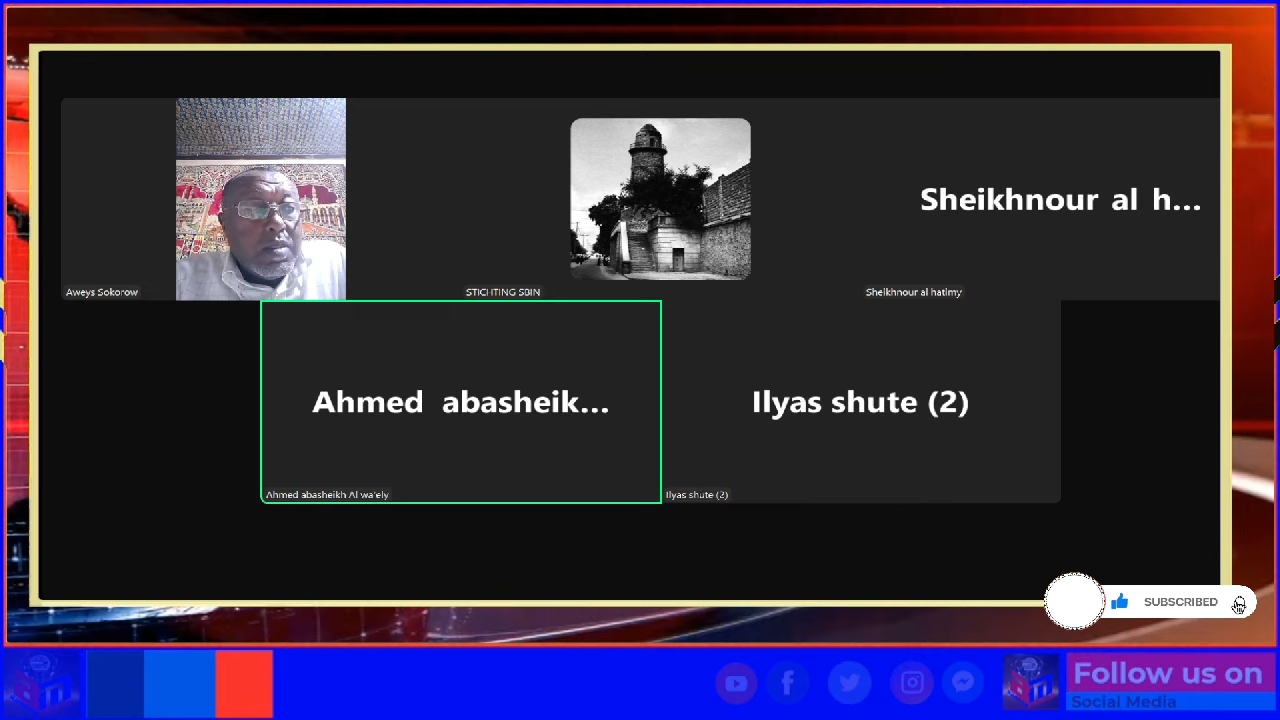 Sheikhnour al h...
Aweys Sokorow
STICHTING SBIN
Sheikhnour al hatimy
Ahmed abasheik...
Ilyas shute (2)
Ahmed abasheikh Al wa'ely
Ilyas shute (2)
SUBSCRIBED
Follow us on
Social Media